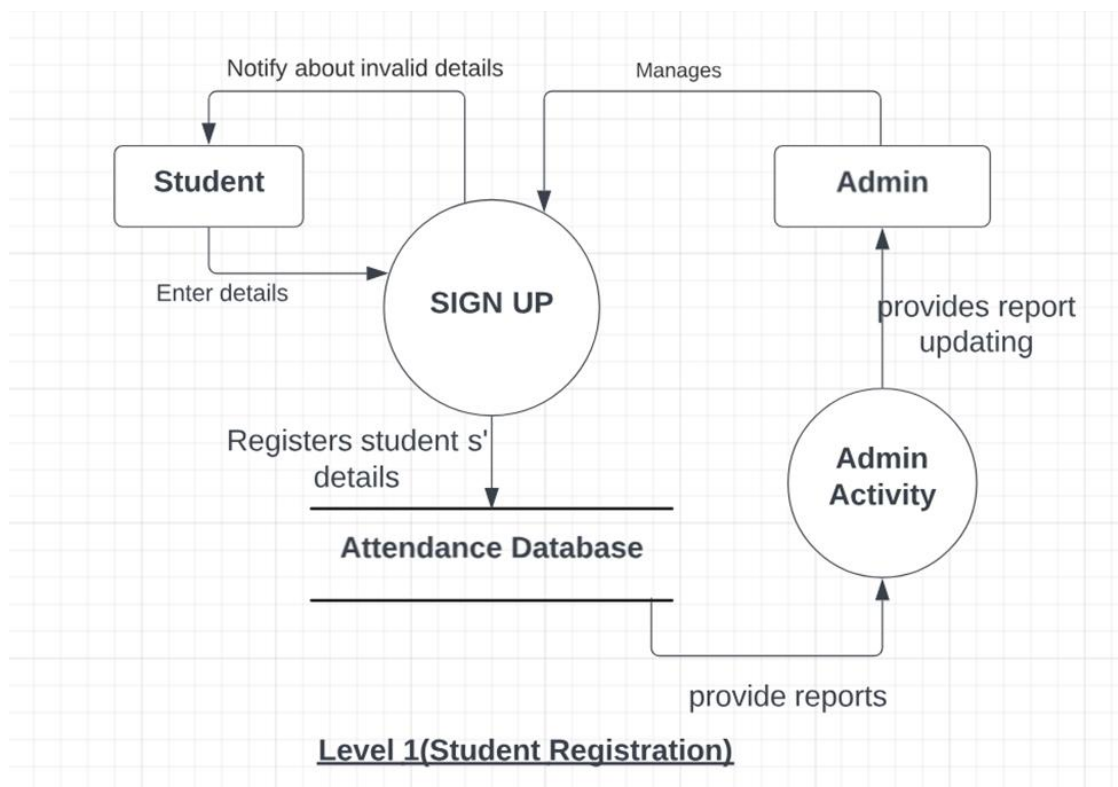 Notify about invalid details
Manages
Student
Admin
Enter details
SIGN UP
provides report
updating
Registers student s'
details
Admin
Activity
Attendance Database
provide reports
Level 1(Student Registration)